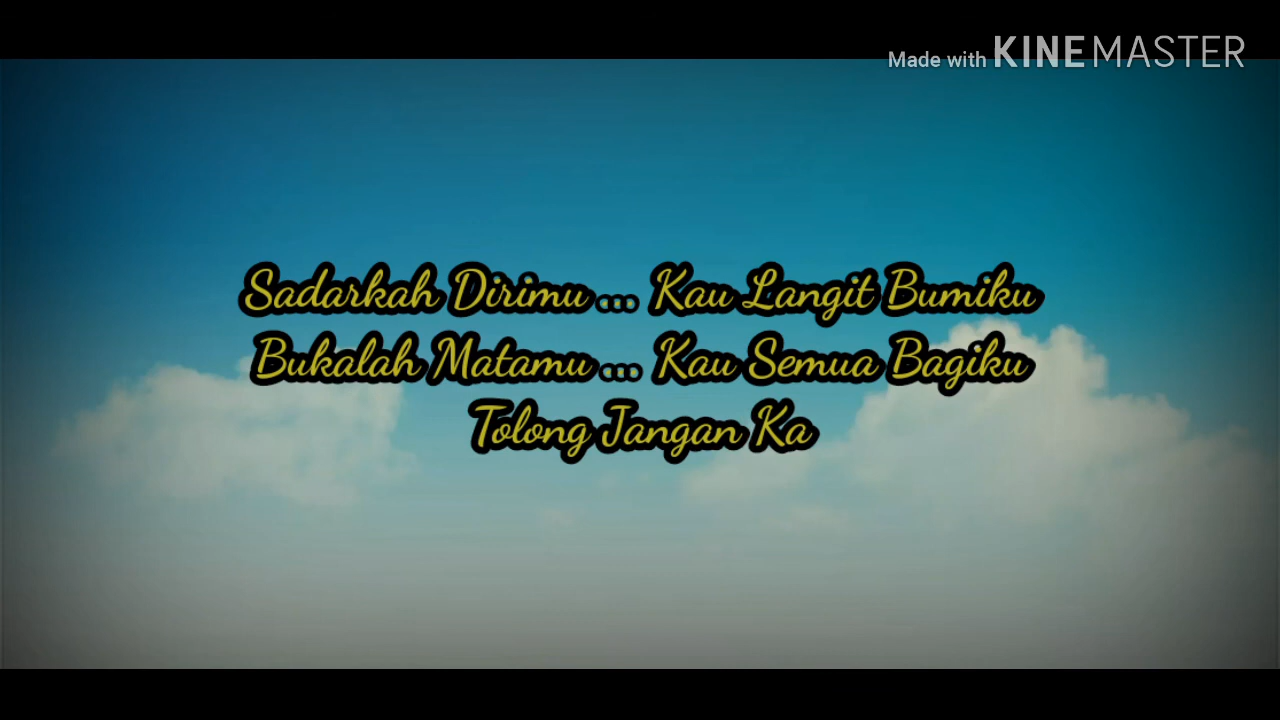 Made with KINEMASTER
Sadarkah Dirimu ... Kau Langit Bumiku
Bukalah Matamu ... Kau Semua Bagiku
Tolong Jangan Ka